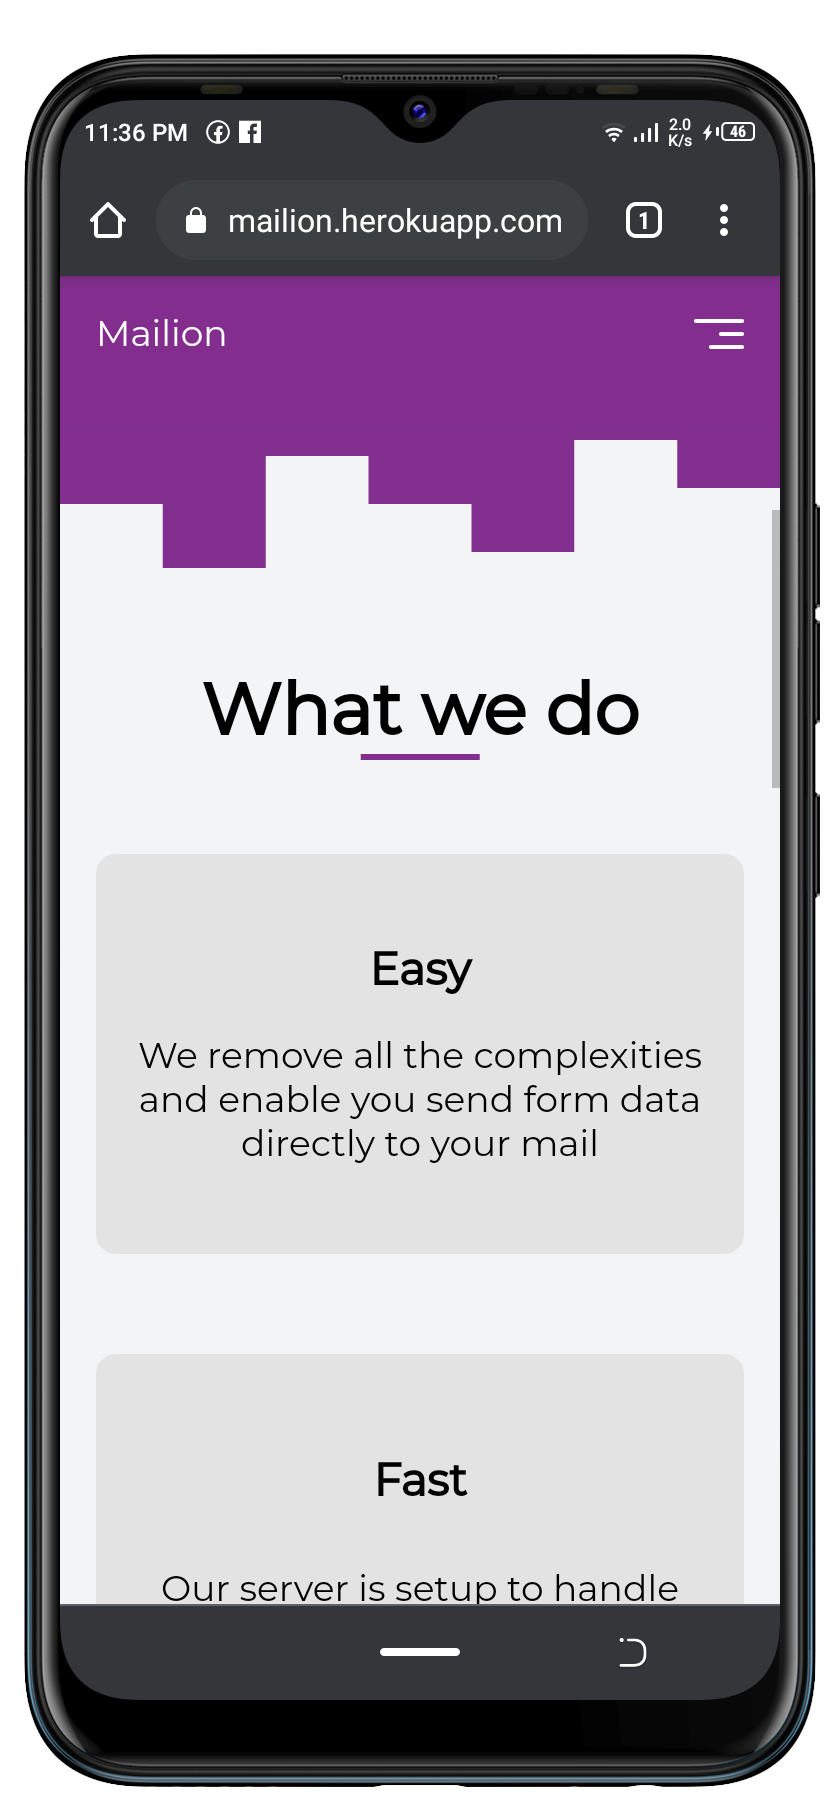 11:36 PM
2.0
K/s
46
mailion.herokuapp.com
1
Mailion
What we do
Easy
We remove all the complexities
and enable you send form data
directly to your mail
Fast
Our server is setup to handle